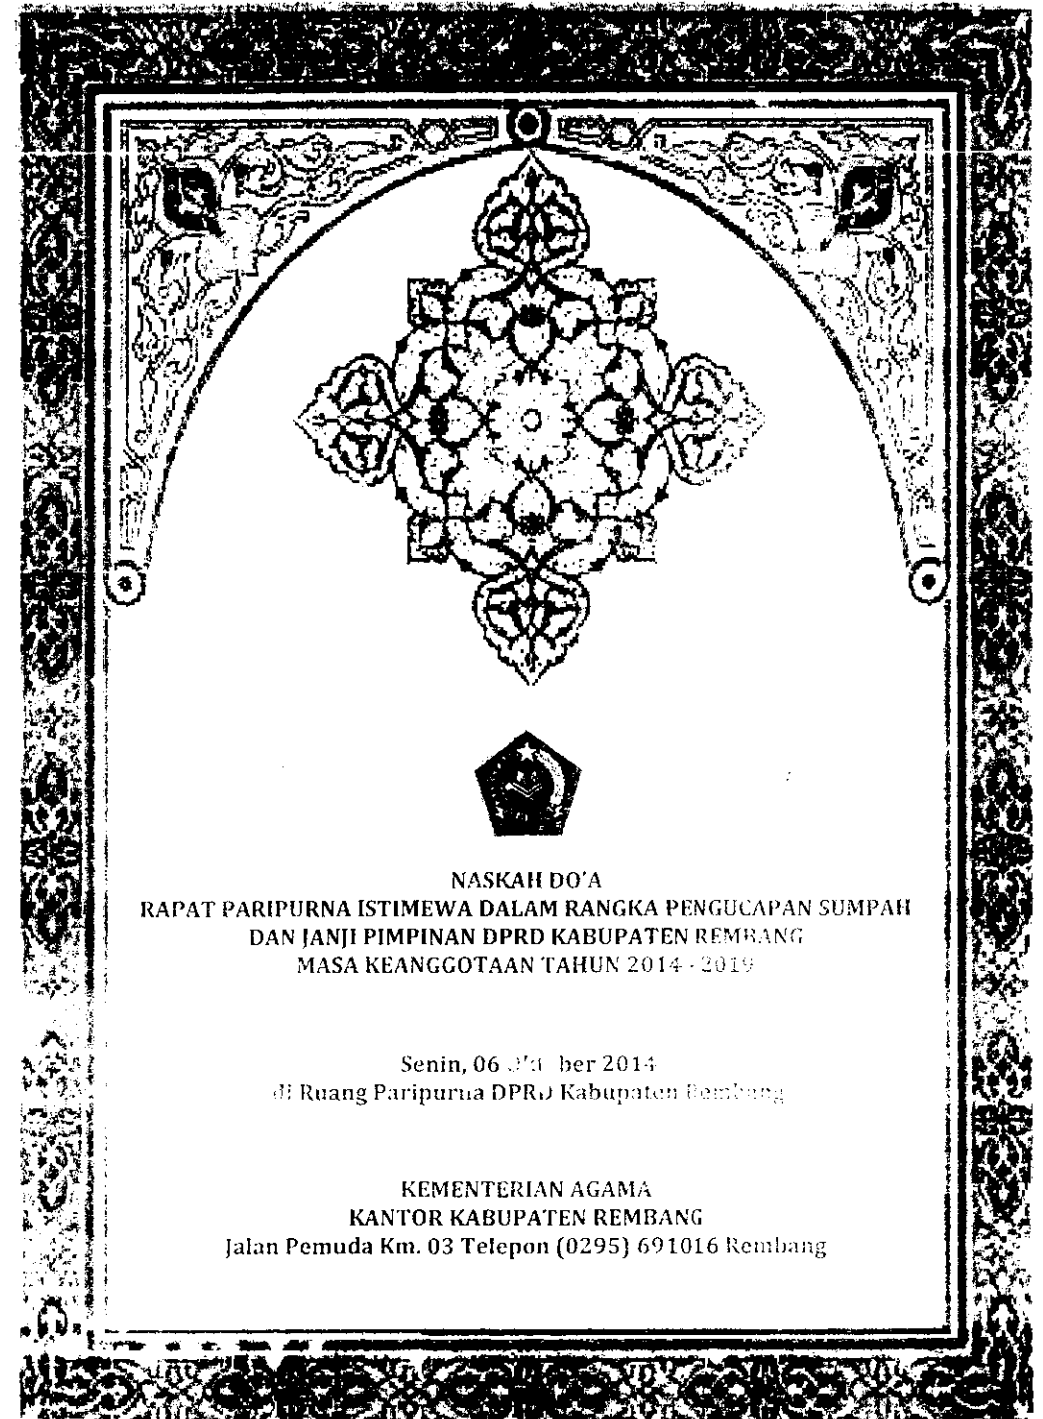 NASKAH DO'A
RAPAT PARIPURNA ISTIMEWA DALAM RANGKA PENGUCAPAN SUMPAH
DAN JANJI PIMPINAN DPRD KABUPATEN REMBANG
MASA KEANGGOTAAN TAHUN 2014 - 2019
Senin, 06 2014
di Ruang Paripurna DPRD Kabupaten Rembang
KEMENTERIAN AGAMA
KANTOR KABUPATEN REMBANG
Jalan Pemuda Km. 03 Telepon (0295) 691016 Rembang